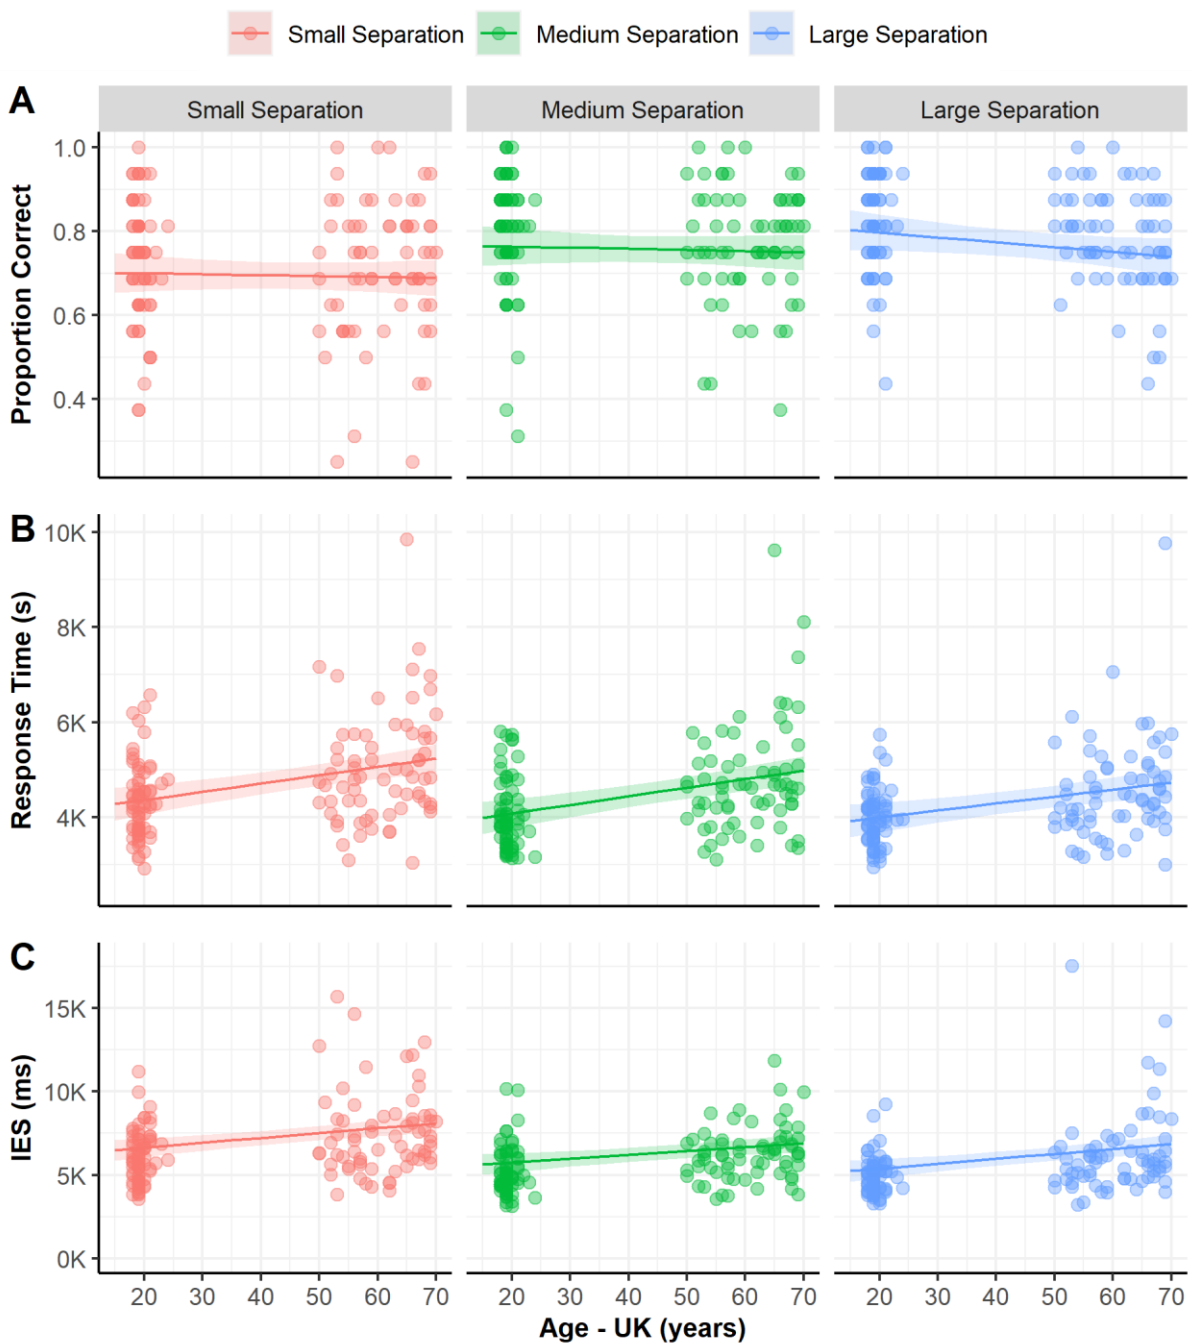 Small Separation Medium Separation Large Separation
A
Small Separation Medium Separation Large Separation
Proportion Correct
1.0
0.8
0.6
0.4
B
Response Time (s)
10K
8K
6K
4K
C
IES (ms)
15K
10K
5K
0K
20 30 40 50 60 70 20 30 40 50 60 70 20 30 40 50 60 70
Age - UK (years)